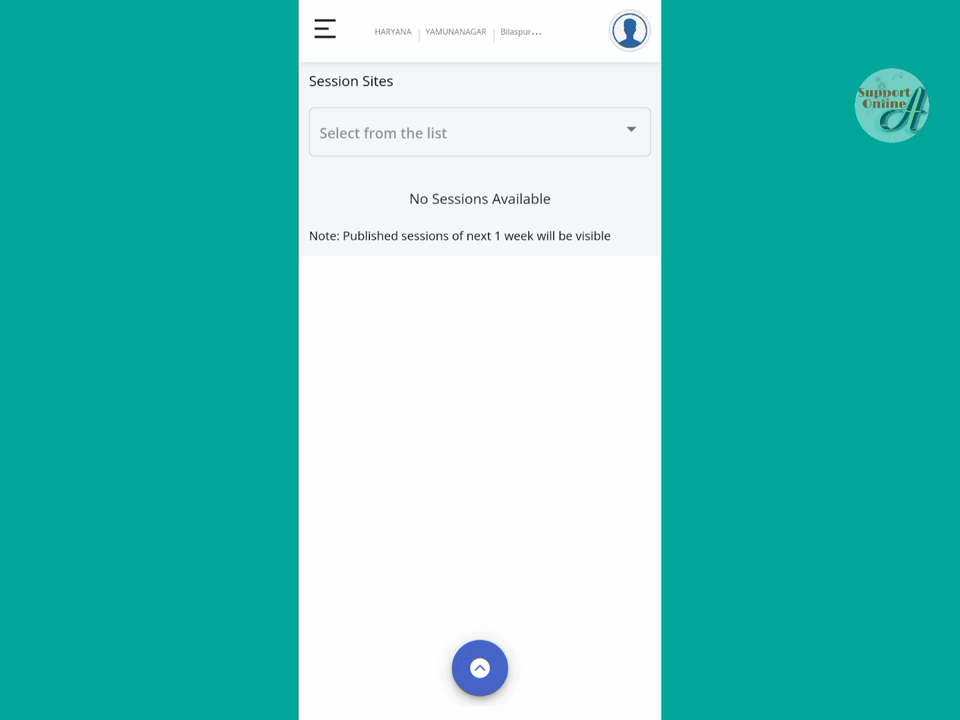 HARYANA | YAMUNANAGAR | Bilaspur...
Support
Online
A
Session Sites
Select from the list
No Sessions Available
Note: Published sessions of next 1 week will be visible